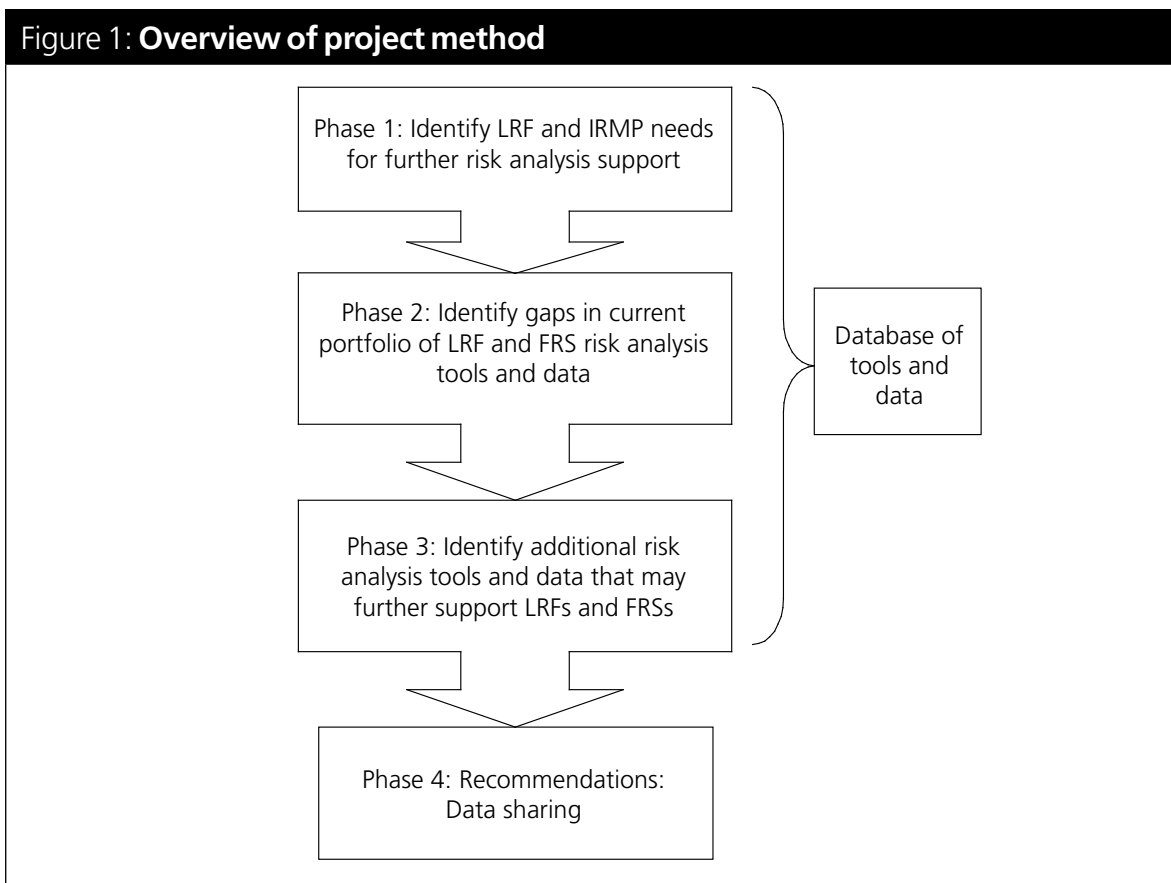 Figure 1: Overview of project method
Phase 1: Identify LRF and IRMP needs
for further risk analysis support
Phase 2: Identify gaps in current
portfolio of LRF and FRS risk analysis
tools and data
Database of
tools and
data
Phase 3: Identify additional risk
analysis tools and data that may
further support LRFs and FRSs
Phase 4: Recommendations:
Data sharing